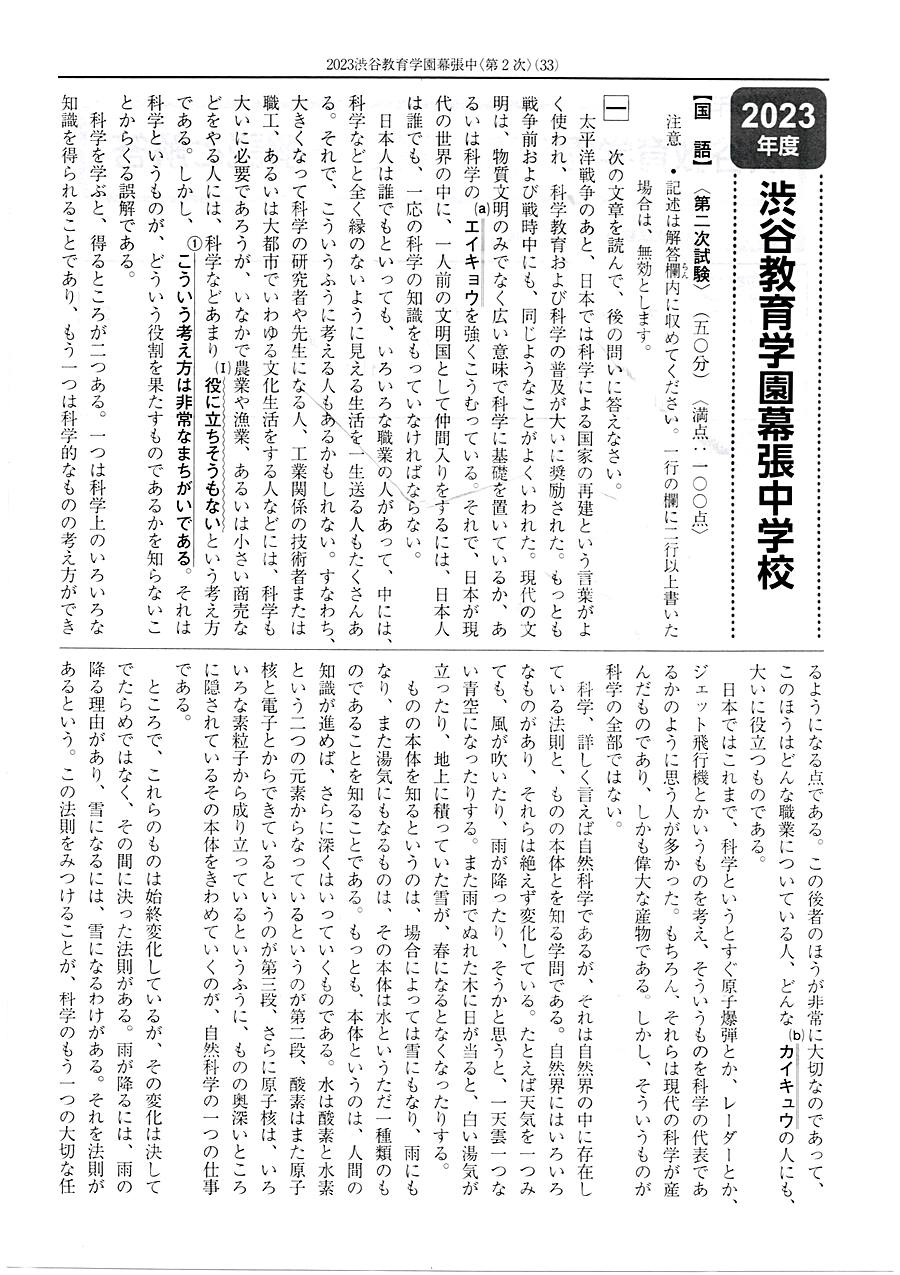 2023渋谷教育学園幕張中〈第2次〉(33)
2023
年度
渋谷教育学園幕張中学校
【国 語】〈第二次試験〉（五〇分）〈満点：一〇〇点〉
注意 ・記述は解答欄内に収めてください。一行の欄に二行以上書いた
らん
場合は、無効とします。
一 次の文章を読んで、後の問いに答えなさい。
太平洋戦争のあと、日本では科学による国家の再建という言葉がよ
く使われ、科学教育および科学の普及が大いに奨励された。もっとも
戦争前および戦時中にも、同じようなことがよくいわれた。現代の文
明は、物質文明のみでなく広い意味で科学に基礎を置いているか、あ
るいは科学の(a)エイキョウを強くこうむっている。それで、日本が現
代の世界の中に、一人前の文明国として仲間入りをするには、日本人
は誰でも、一応の科学の知識をもっていなければならない。
日本人は誰でもといっても、いろいろな職業の人があって、中には、
科学などと全く縁のないように見える生活を一生送る人もたくさんあ
る。それで、こういうふうに考える人もあるかもしれない。すなわち、
大きくなって科学の研究者や先生になる人、工業関係の技術者または
職工、あるいは大都市でいわゆる文化生活をする人などには、科学も
大いに必要であろうが、いなかで農業や漁業、あるいは小さい商売な
どをやる人には、科学などあまり(Ⅰ)役に立ちそうもないという考え方
である。しかし、①こういう考え方は非常なまちがいである。それは
科学というものが、どういう役割を果たすものであるかを知らないこ
とからくる誤解である。
科学を学ぶと、得るところが二つある。一つは科学上のいろいろな
知識を得られることであり、もう一つは科学的なものの考え方ができ
るようになる点である。この後者のほうが非常に大切なのであって、
このほうはどんな職業についている人、どんな(b)カイキュウの人にも、
大いに役立つものである。
日本ではこれまで、科学というとすぐ原子爆弾とか、レーダーとか、
ジェット飛行機とかいうものを考え、そういうものを科学の代表であ
るかのように思う人が多かった。もちろん、それらは現代の科学が産
んだものであり、しかも偉大な産物である。しかし、そういうものが
科学の全部ではない。
科学、詳しく言えば自然科学であるが、それは自然界の中に存在し
ている法則と、ものの本体とを知る学問である。自然界にはいろいろ
なものがあり、それらは絶えず変化している。たとえば天気を一つみ
ても、風が吹いたり、雨が降ったり、そうかと思うと、一天雲一つな
い青空になったりする。また雨でぬれた木に日が当ると、白い湯気が
立ったり、地上に積っていた雪が、春になるとなくなったりする。
ものの本体を知るというのは、場合によっては雪にもなり、雨にも
なり、また湯気にもなるものは、その本体は水というただ一種類のも
のであることを知ることである。もっとも、本体というのは、人間の
知識が進めば、さらに深くはいっていくものである。水は酸素と水素
という二つの元素からなっているというのが第二段、酸素はまた原子
核と電子とからできているというのが第三段、さらに原子核は、いろ
いろな素粒子から成り立っているというふうに、ものの奥深いところ
に隠されているその本体をきわめていくのが、自然科学の一つの仕事
である。
ところで、これらのものは始終変化しているが、その変化は決して
でたらめではなく、その間に決った法則がある。雨が降るには、雨の
降る理由があり、雪になるには、雪になるわけがある。それを法則が
あるという。この法則をみつけることが、科学のもう一つの大切な任